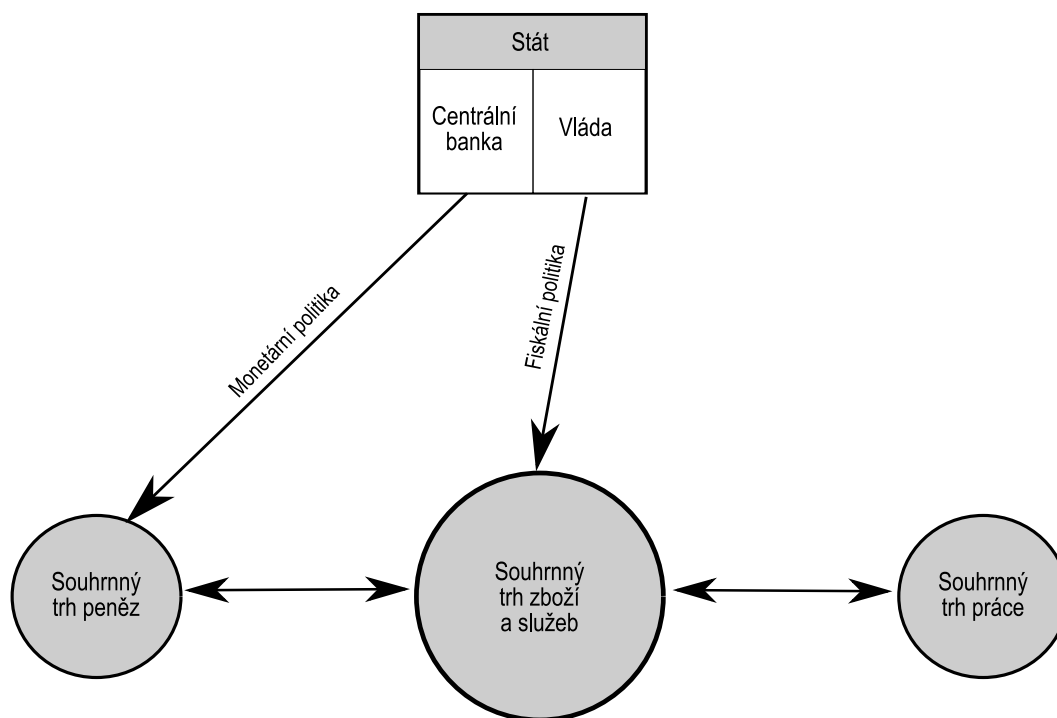 Stát
Centrální
banka
Vláda
Monetární politika
Fiskální politika
Souhrnný
trh peněz
Souhrnný
trh zboží
a služeb
Souhrnný
trh práce